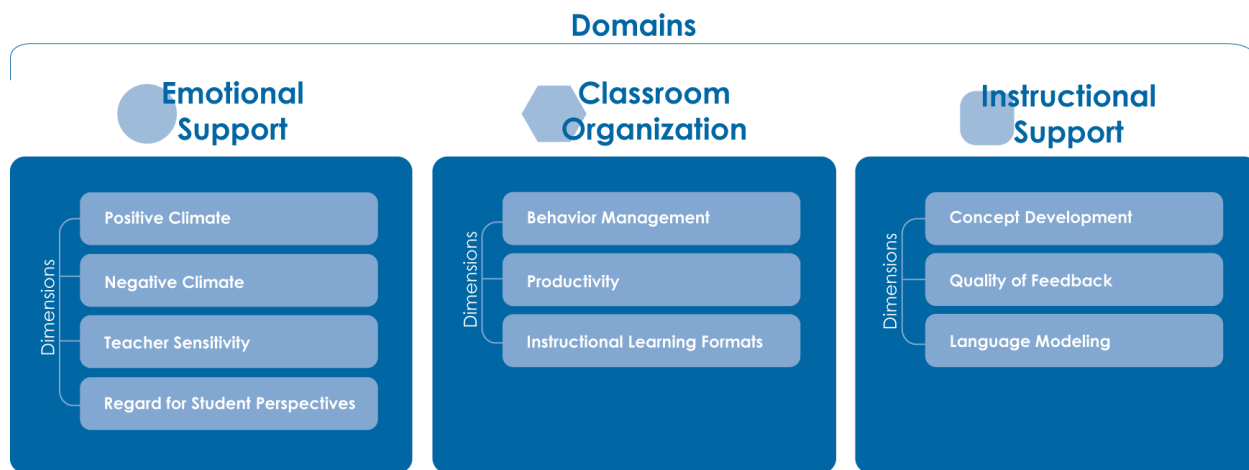 Domains
Emotional
Support
Dimensions
Positive Climate
Negative Climate
Teacher Sensitivity
Regard for Student Perspectives
Classroom
Organization
Dimensions
Behavior Management
Productivity
Instructional Learning Formats
Instructional
Support
Dimensions
Concept Development
Quality of Feedback
Language Modeling